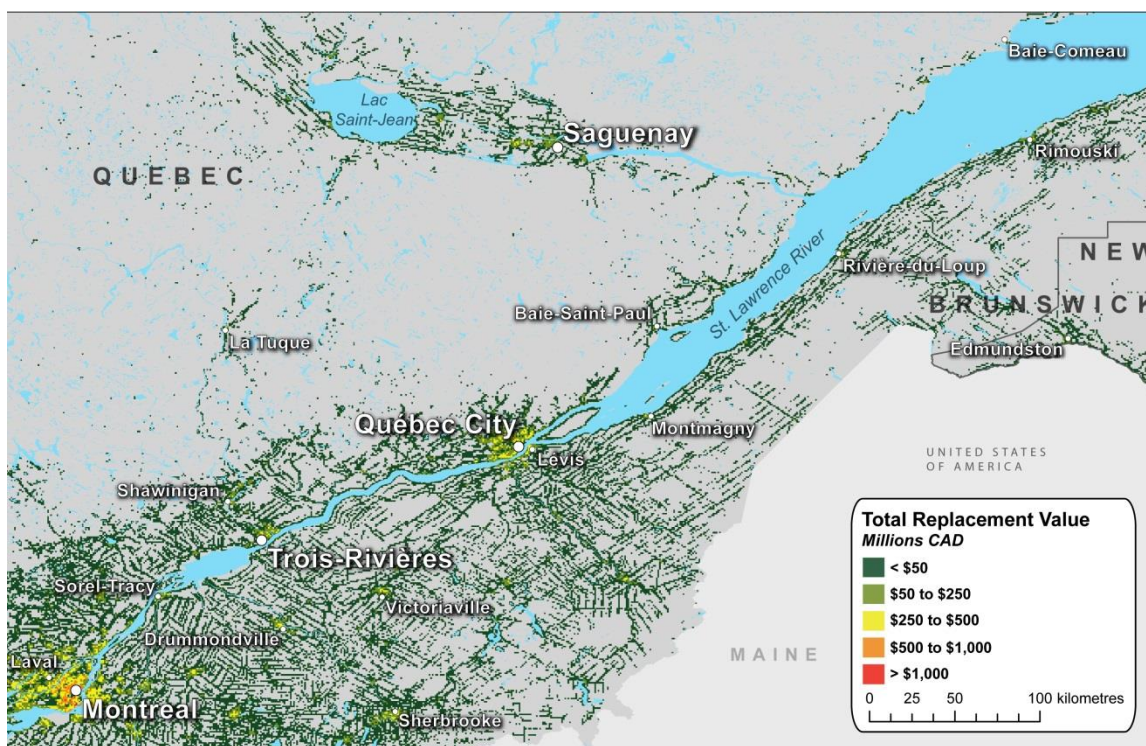 Baie-Comeau
Lac
Saint-Jean
Saguenay
Rimouski
QUEBEC
St. Lawrence River
Rivière-du-Loup
NEW
BRUNSWICK
Baie-Saint-Paul
La Tuque
Edmundston
Québec City
Montmagny
Lévis
UNITED STATES
OF AMERICA
Shawinigan
Trois-Rivières
Sorel-Tracy
Victoriaville
Drummondville
MAINE
Laval
Montréal
Sherbrooke
Total Replacement Value
Millions CAD
< $50
$50 to $250
$250 to $500
$500 to $1,000
> $1,000
0 25 50 100 kilometres